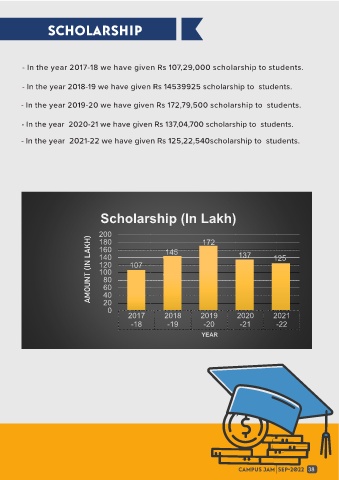 SCHOLARSHIP
- In the year 2017-18 we have given Rs 107,29,000 scholarship to students.
- In the year 2018-19 we have given Rs 14539925 scholarship to students.
- In the year 2019-20 we have given Rs 172,79,500 scholarship to students.
- In the year 2020-21 we have given Rs 137,04,700 scholarship to students.
- In the year 2021-22 we have given Rs 125,22,540scholarship to students.
Scholarship (In Lakh)
AMOUNT (IN LAKH)
200
180
160
140
120
100
80
60
40
20
0
107
145
172
137
125
2017 2018 2019 2020 2021
-18 -19 -20 -21 -22
YEAR
$
CAMPUS JAM | SEP-2022 38